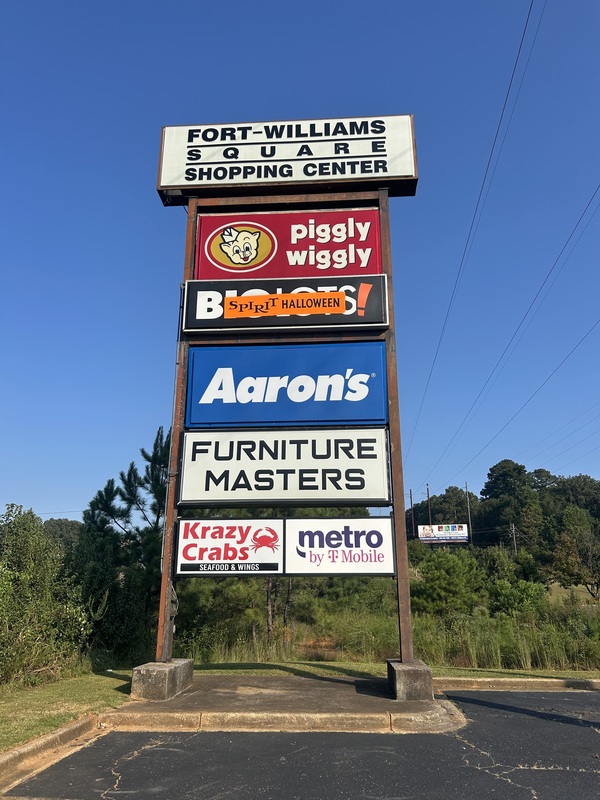 FORT-WILLIAMS
SQUARE
SHOPPING CENTER
piggly
wiggly
BIG LOTS!
SPIRIT HALLOWEEN
Aaron's
FURNITURE
MASTERS
Krazy
Crabs
SEAFOOD & WINGS
metro
by T Mobile